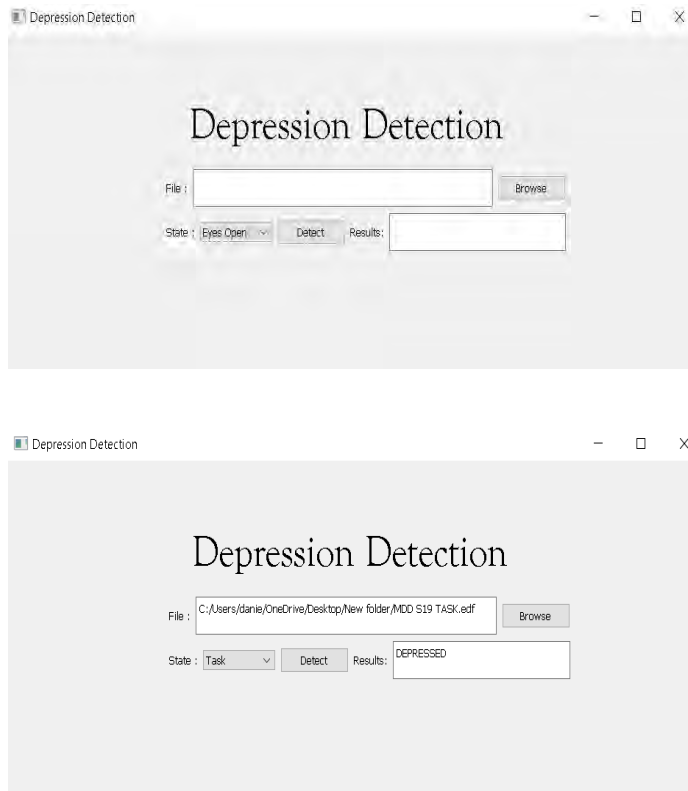 Depression Detection
Depression Detection
File :
Browse
State : Eyes Open Detect Results:
Depression Detection
Depression Detection
File : C:/Users/danie/OneDrive/Desktop/New folder/MDD S19 TASK.edf Browse
State : Task Detect Results: DEPRESSED